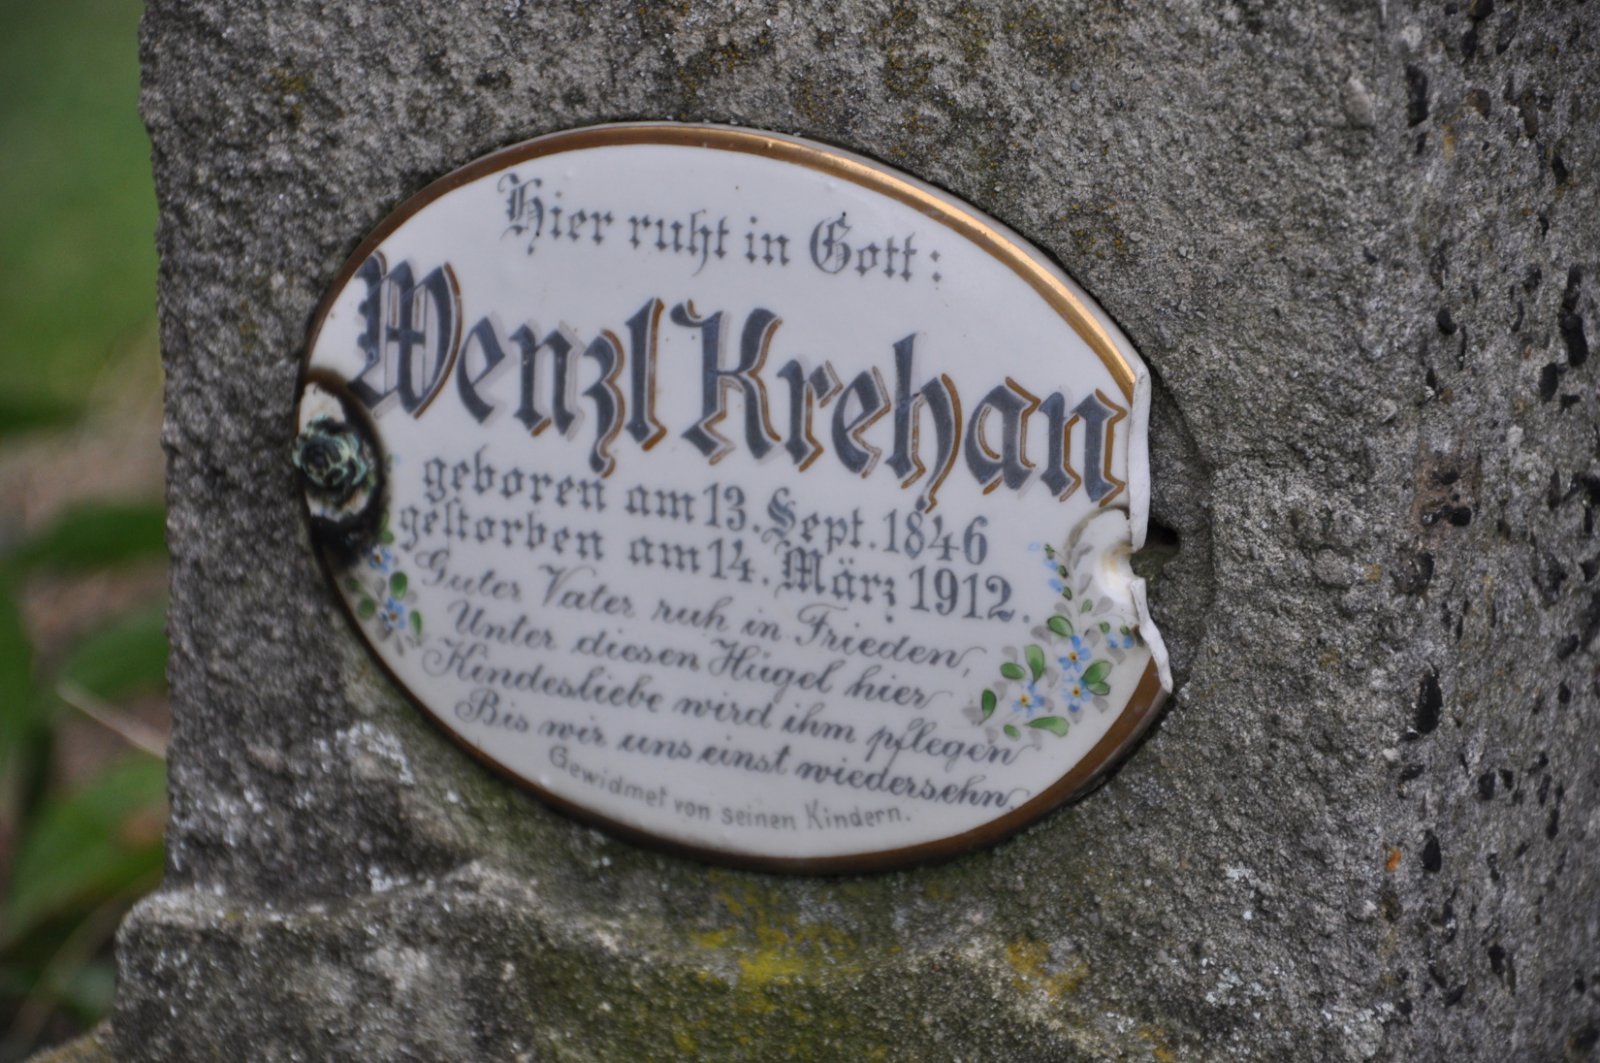 Hier ruht in Gott:
Wenzl Krehan
geboren am 13. Sept. 1846
gestorben am 14. März 1912.
Guter Vater ruh in Frieden,
Unter diesen Hügel hier
Kindesliebe wird ihm pflegen
Bis wir uns einst wiedersehn.
Gewidmet von seinen Kindern.